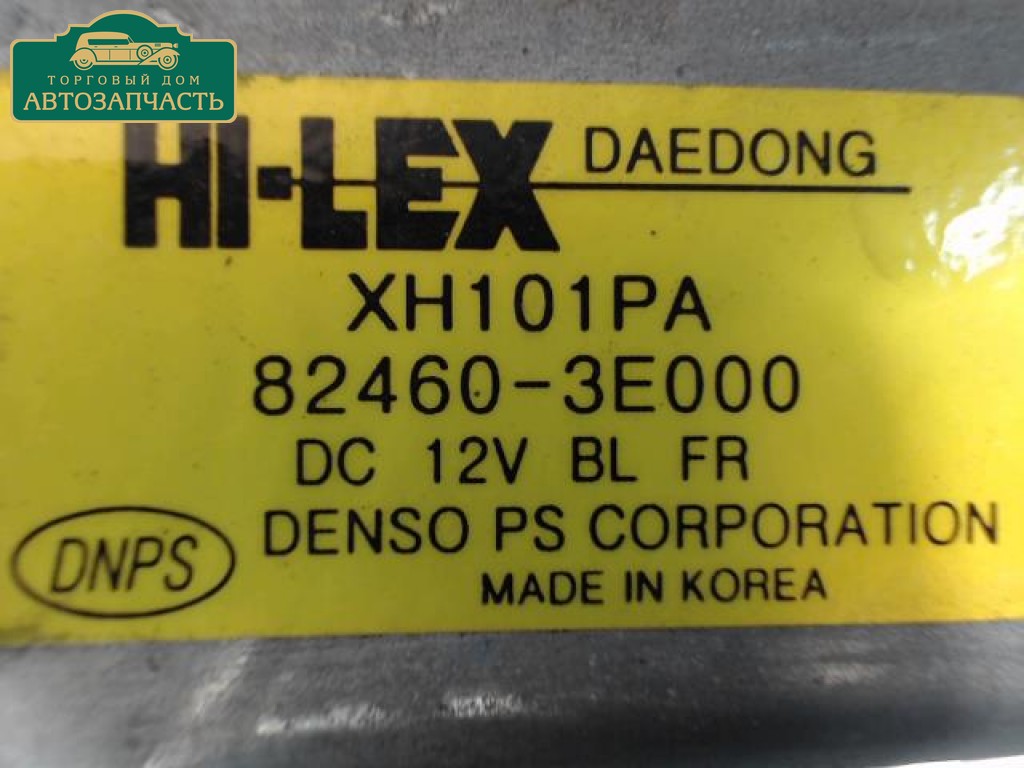 ТОРГОВЫЙ ДОМ
АВТОЗАПЧАСТЬ
HI-LEX DAEDONG
XH101PA
82460-3E000
DC 12V BL FR
DNPS DENSO PS CORPORATION
MADE IN KOREA